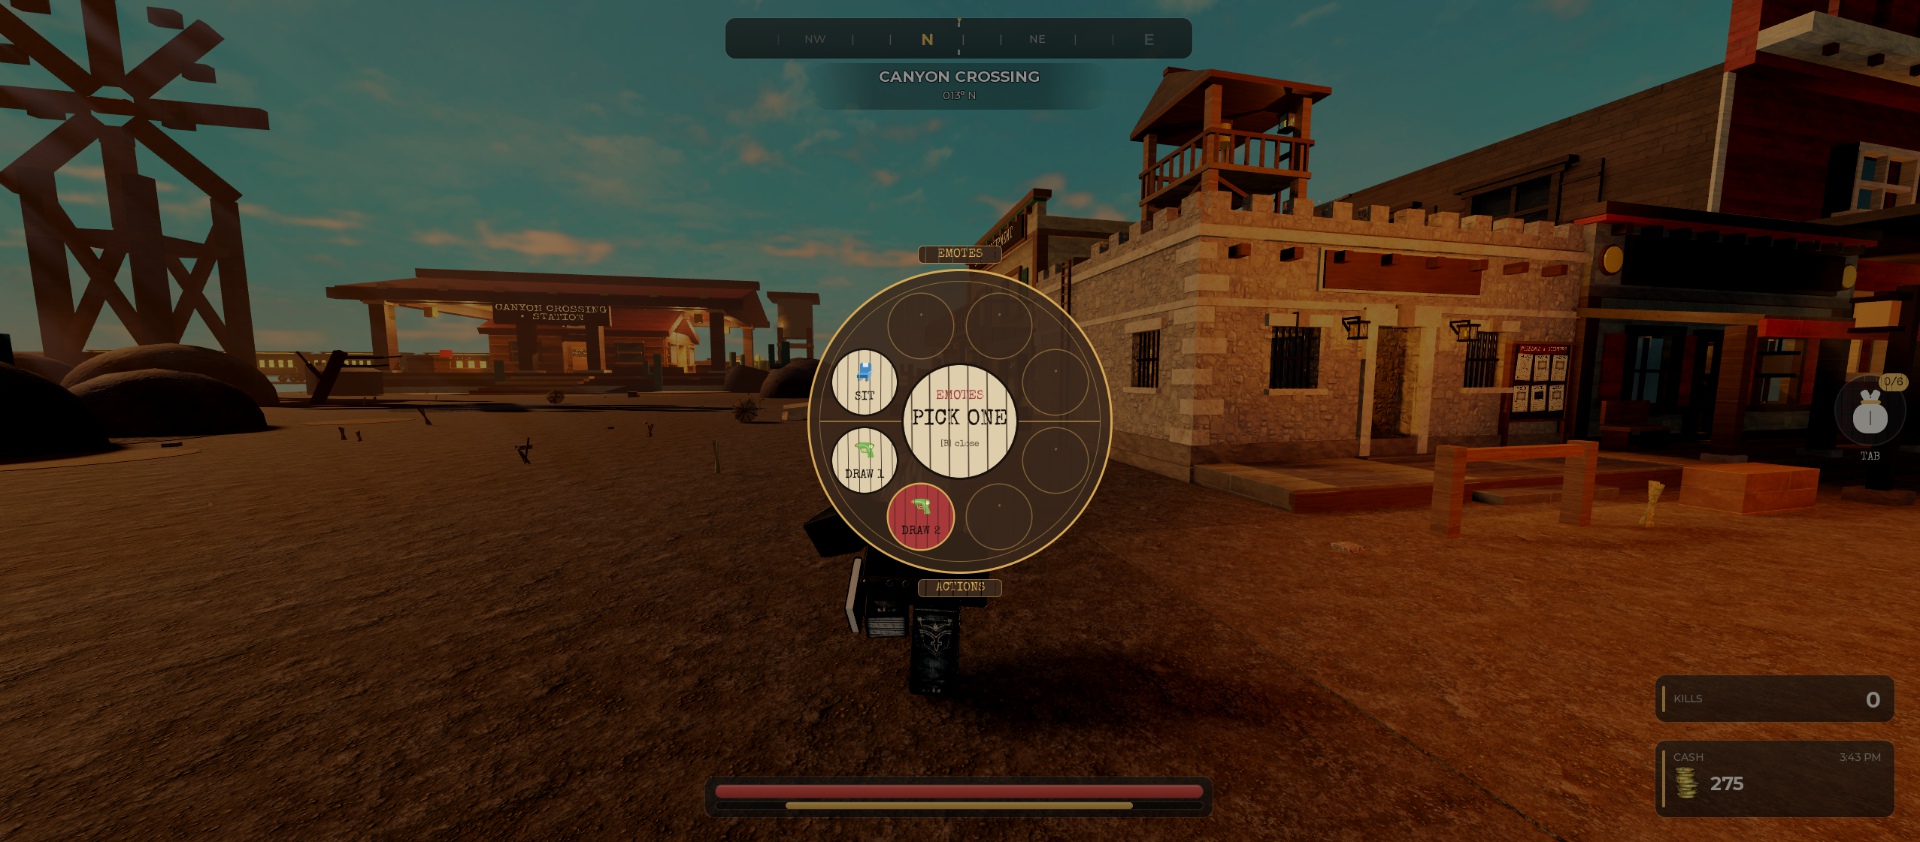 NW
N
NE
E
CANYON CROSSING
013° N
EMOTES
CANYON CROSSING
STATION
SIT
EMOTES
PICK ONE
[B] close
DRAW 1
DRAW 2
ACTIONS
0/6
TAB
KILLS
0
CASH
3:43 PM
275